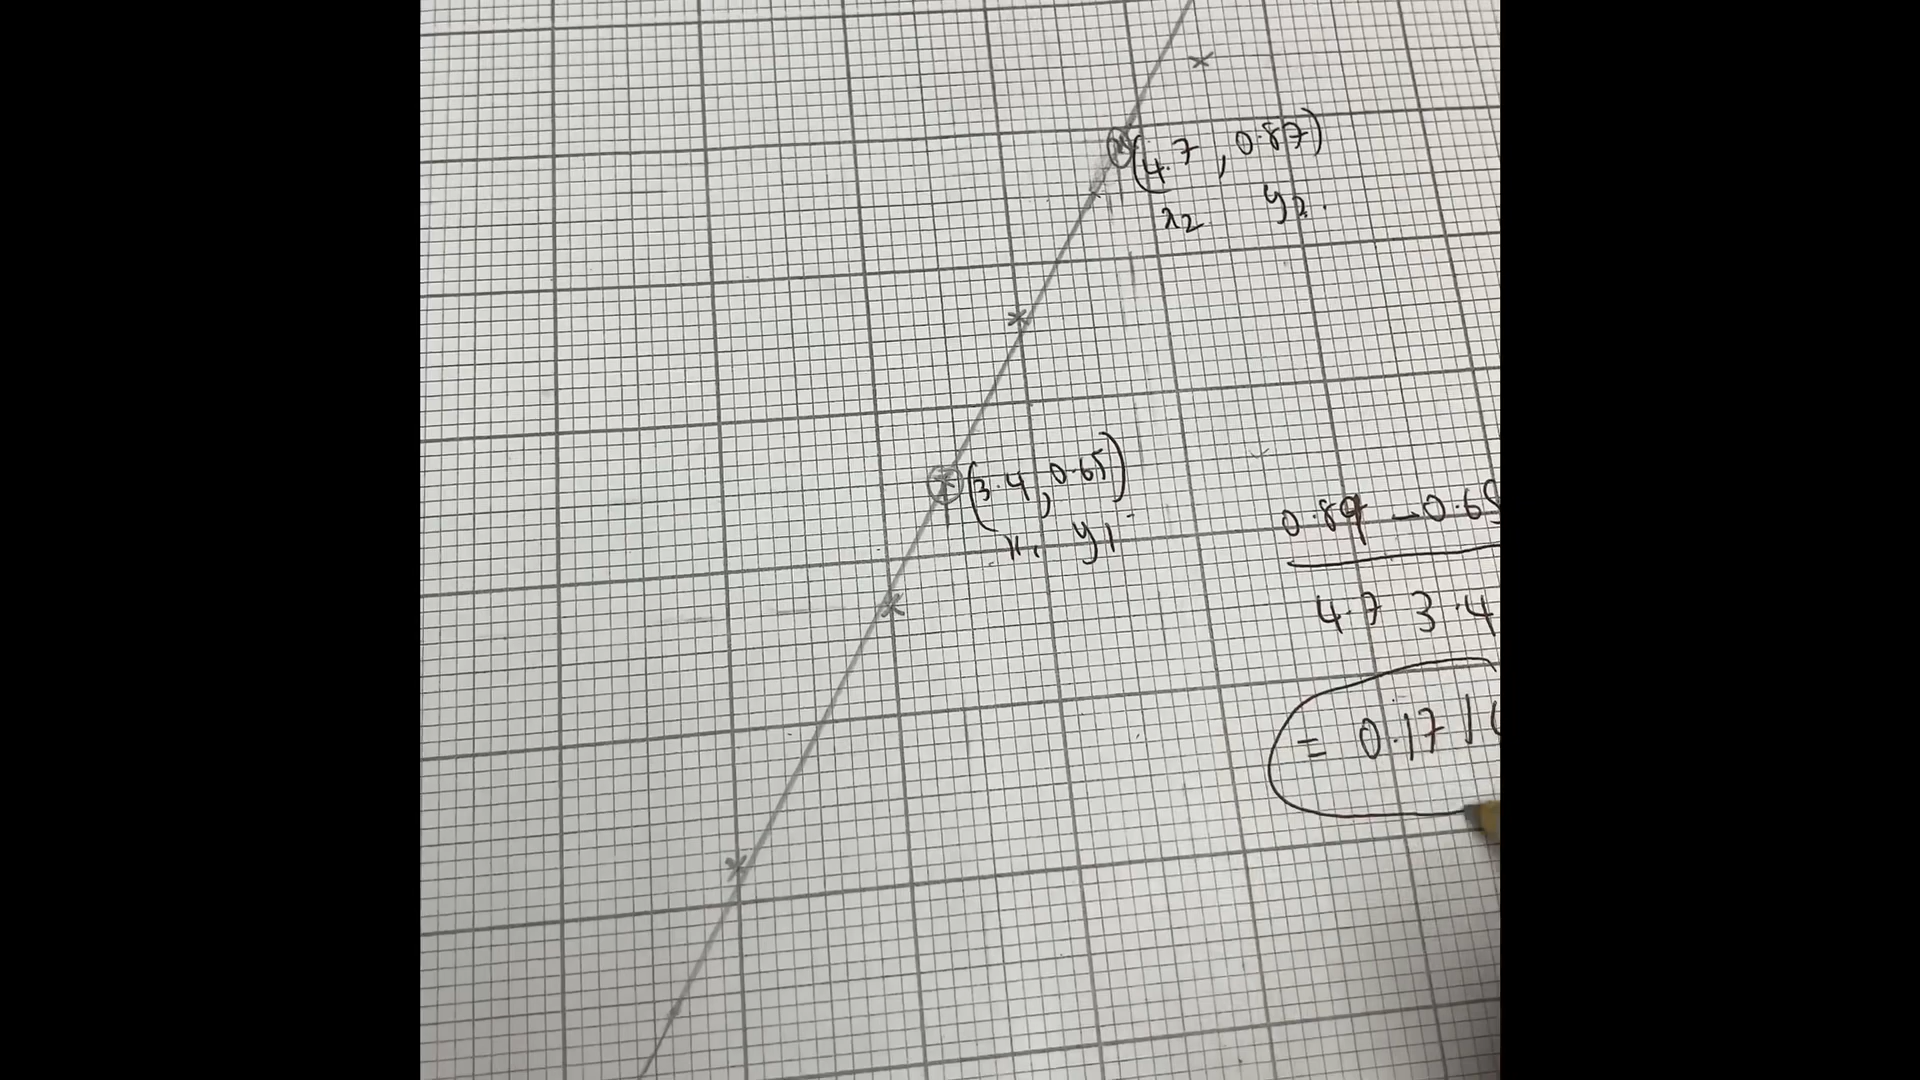 (4.7, 0.87)
x2 y2.
(3.4, 0.65)
x1 y1
0.87 - 0.65
4.7 3.4
= 0.17